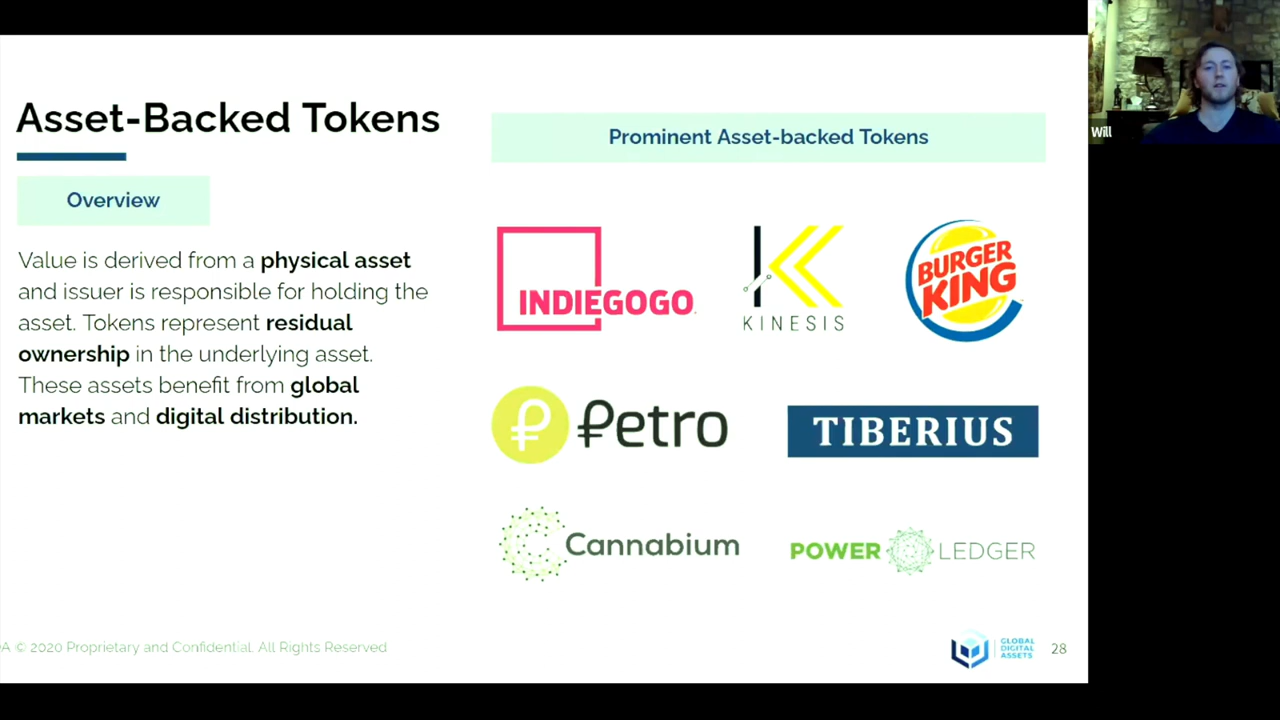 Asset-Backed Tokens
Overview
Value is derived from a physical asset
and issuer is responsible for holding the
asset. Tokens represent residual
ownership in the underlying asset.
These assets benefit from global
markets and digital distribution.
Prominent Asset-backed Tokens
INDIEGOGO
KINESIS
BURGER
KING
Petro
TIBERIUS
Cannabium
POWER LEDGER
A © 2020 Proprietary and Confidential. All Rights Reserved
GLOBAL
DIGITAL
ASSETS
28
Will